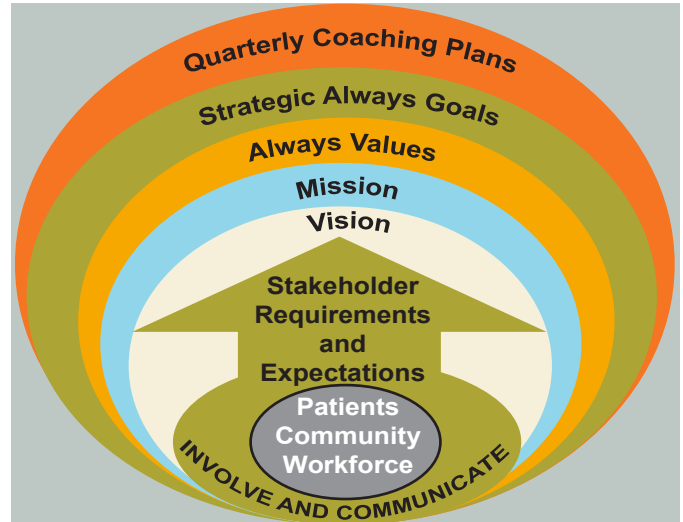 Quarterly Coaching Plans
Strategic Always Goals
Always Values
Mission
Vision
Stakeholder
Requirements
and
Expectations
Patients
Community
Workforce
INVOLVE AND COMMUNICATE